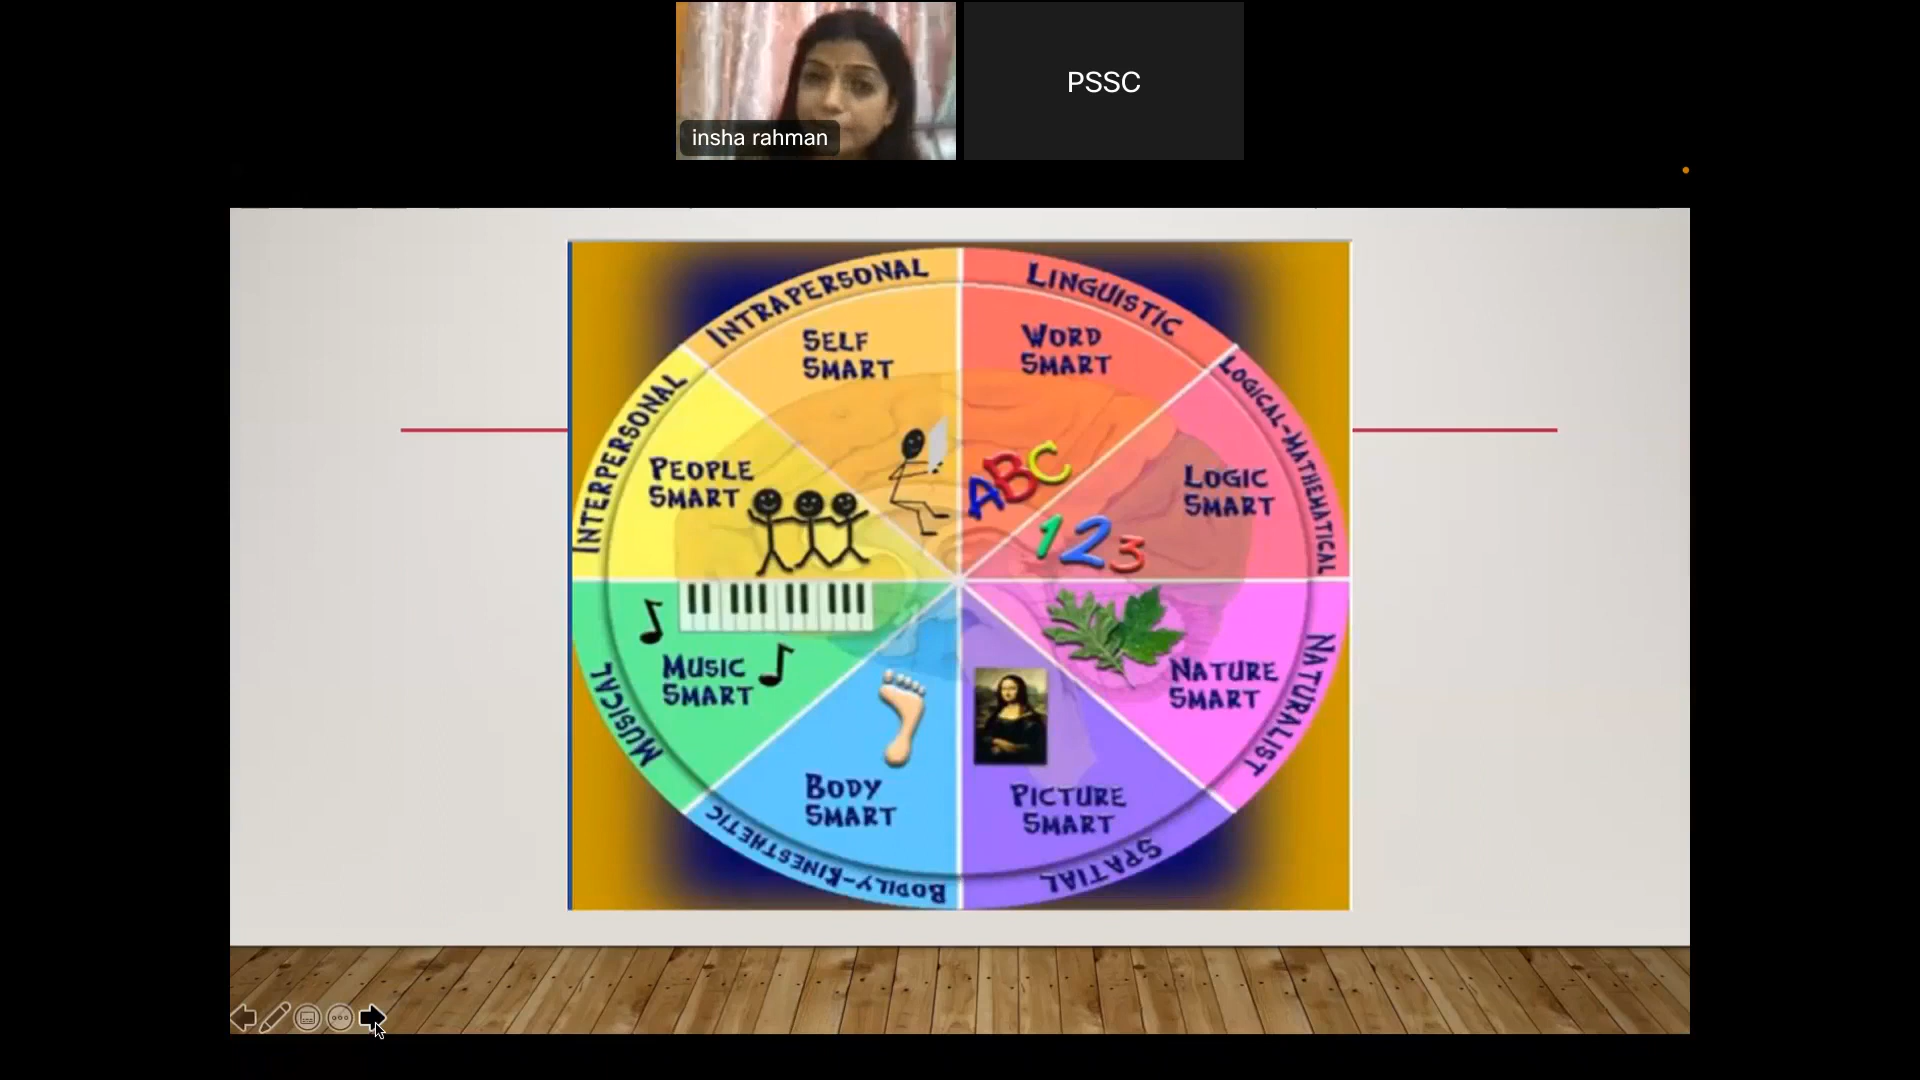 PSSC
insha rahman
INTRAPERSONAL
LINGUISTIC
SELF
SMART
WORD
SMART
LOGICAL-MATHEMATICAL
INTERPERSONAL
PEOPLE
SMART
ABC
LOGIC
SMART
123
MUSIC
SMART
NATURE
SMART
MUSICAL
NATURALIST
BODY
SMART
PICTURE
SMART
BODILY-KINESTHETIC
SPATIAL